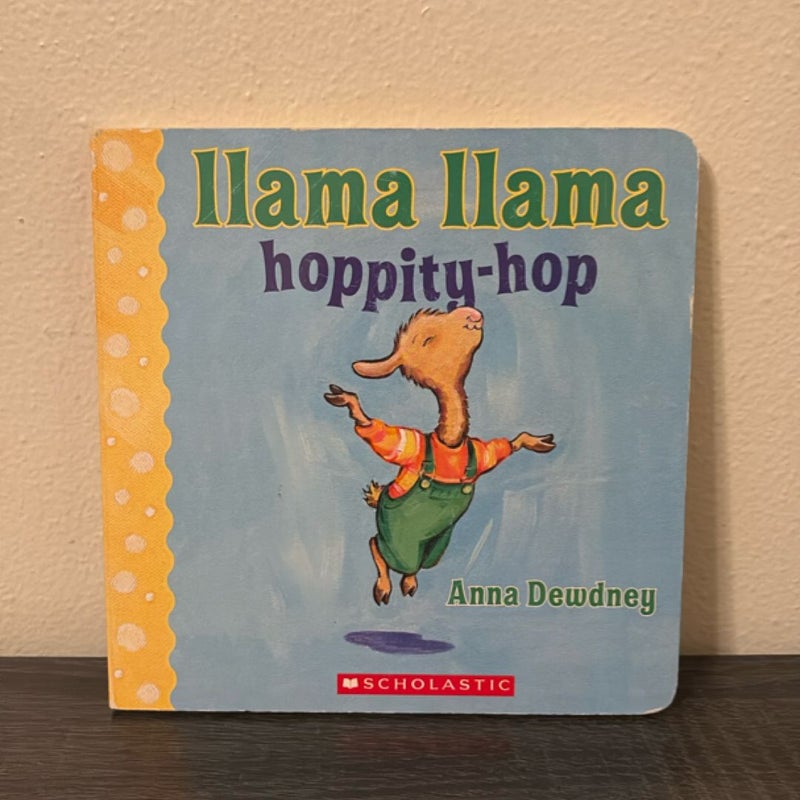 llama llama
hoppity-hop
Anna Dewdney
SCHOLASTIC